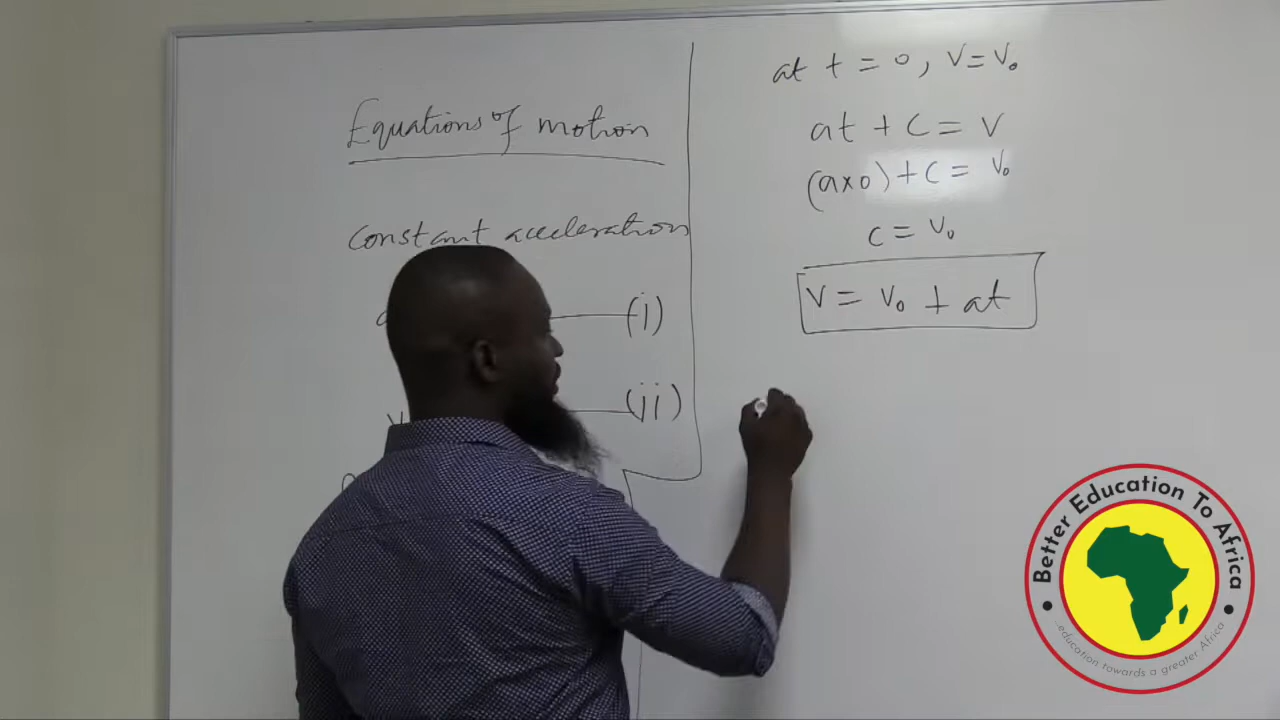 Equations of motion
constant acceleration
(i)
(ii)
at t = 0, V = V₀
at + C = V
(a×0) + C = V₀
C = V₀
V = V₀ + at
Better Education To Africa
education towards a greater Africa